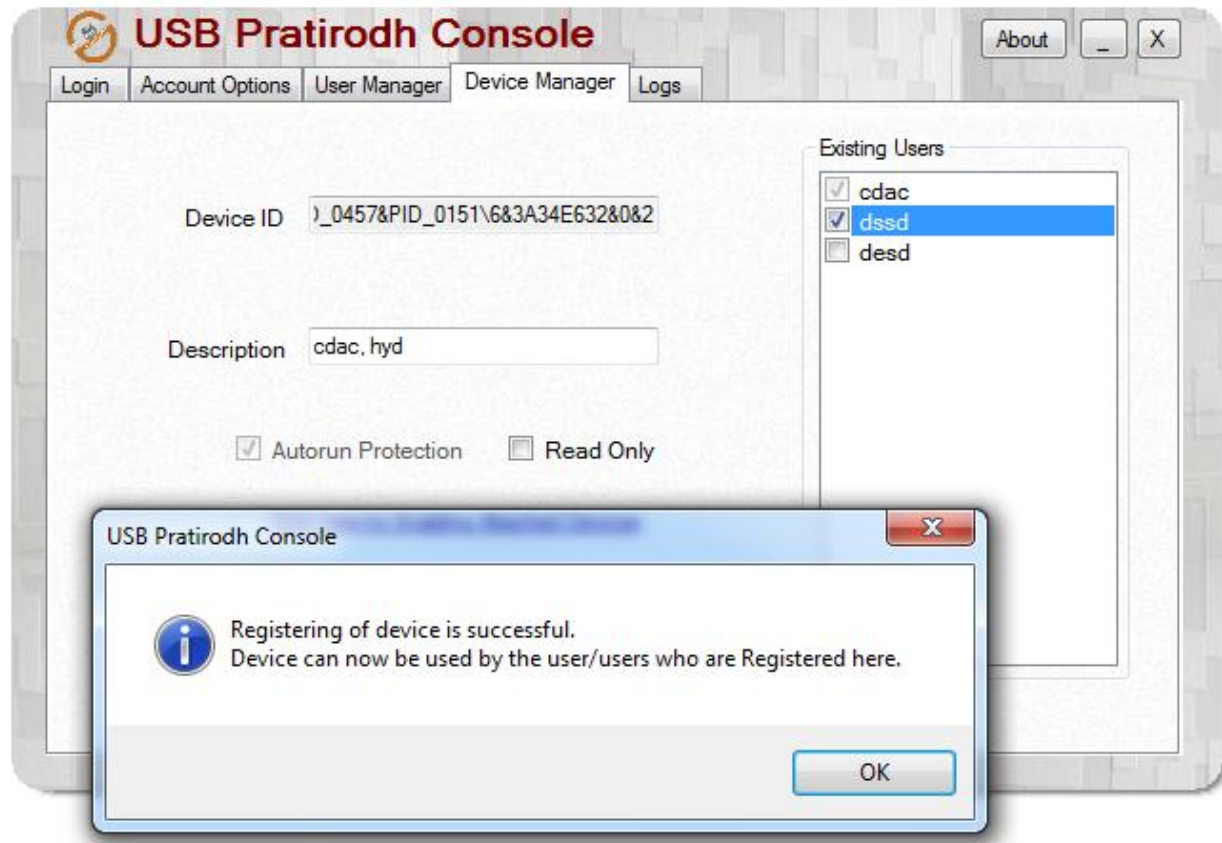 USB Pratirodh Console
About _ X
Login Account Options User Manager Device Manager Logs
Existing Users
cdac
Device ID )_0457&PID_0151\6&3A34E632&0&2
dssd
desd
Description cdac, hyd
Autorun Protection Read Only
USB Pratirodh Console X
Registering of device is successful.
Device can now be used by the user/users who are Registered here.
OK